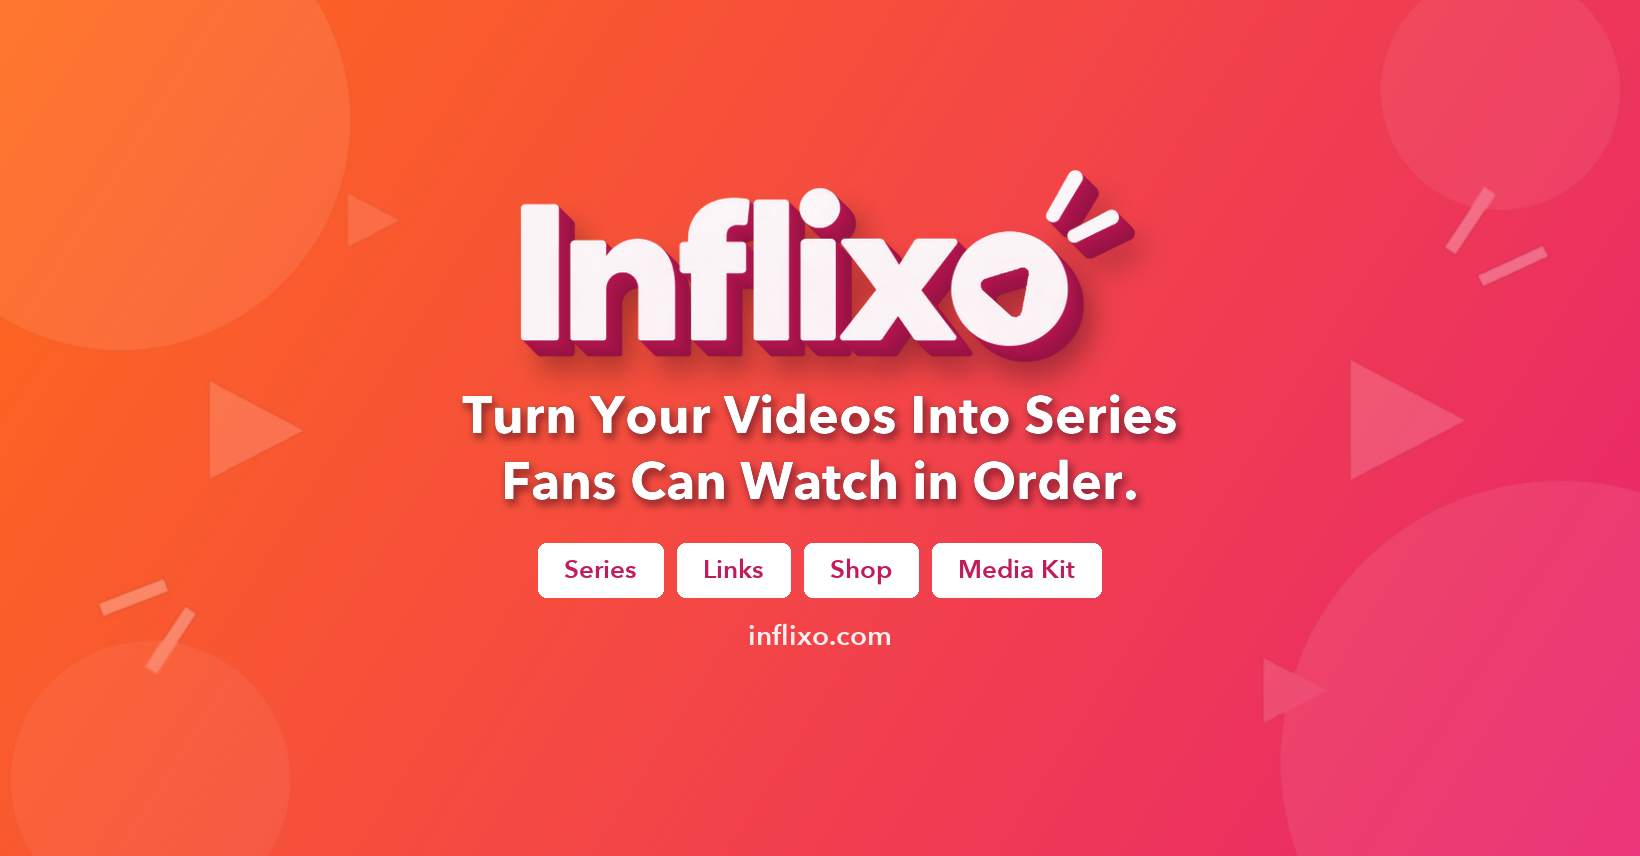 Inflixo
Turn Your Videos Into Series
Fans Can Watch in Order.
Series Links Shop Media Kit
inflixo.com